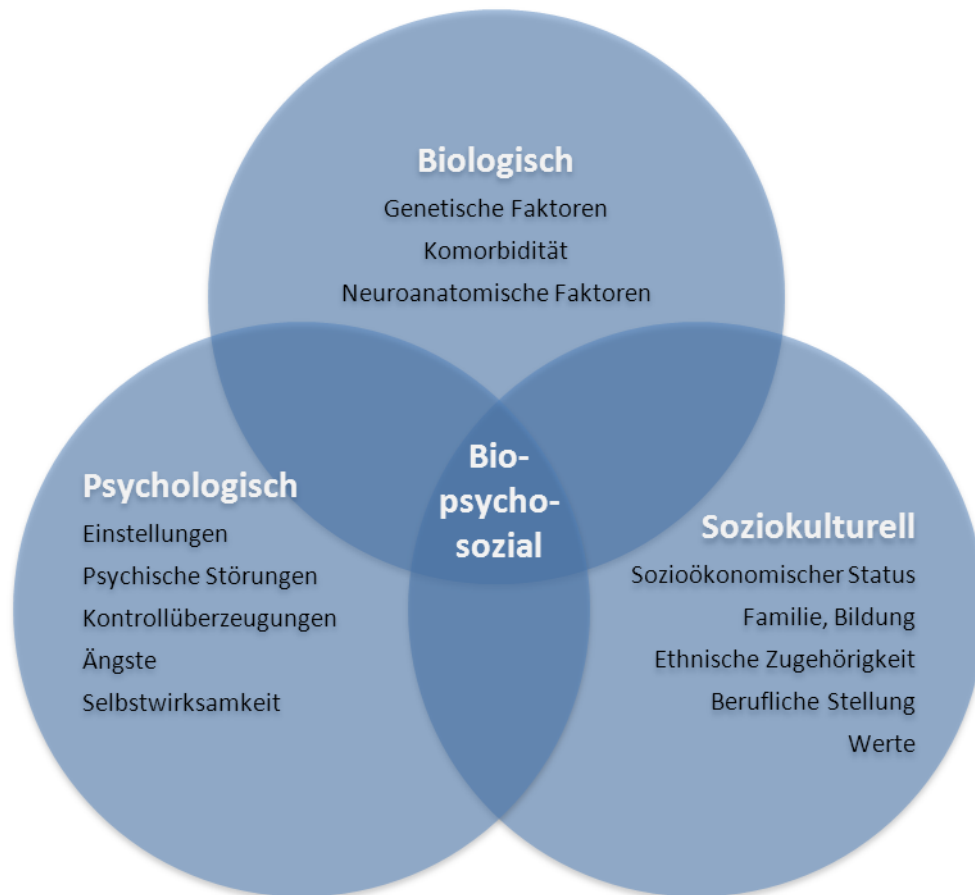 Biologisch
Genetische Faktoren
Komorbidität
Neuroanatomische Faktoren
Bio-
psycho-
sozial
Psychologisch
Einstellungen
Psychische Störungen
Kontrollüberzeugungen
Ängste
Selbstwirksamkeit
Soziokulturell
Sozioökonomischer Status
Familie, Bildung
Ethnische Zugehörigkeit
Berufliche Stellung
Werte